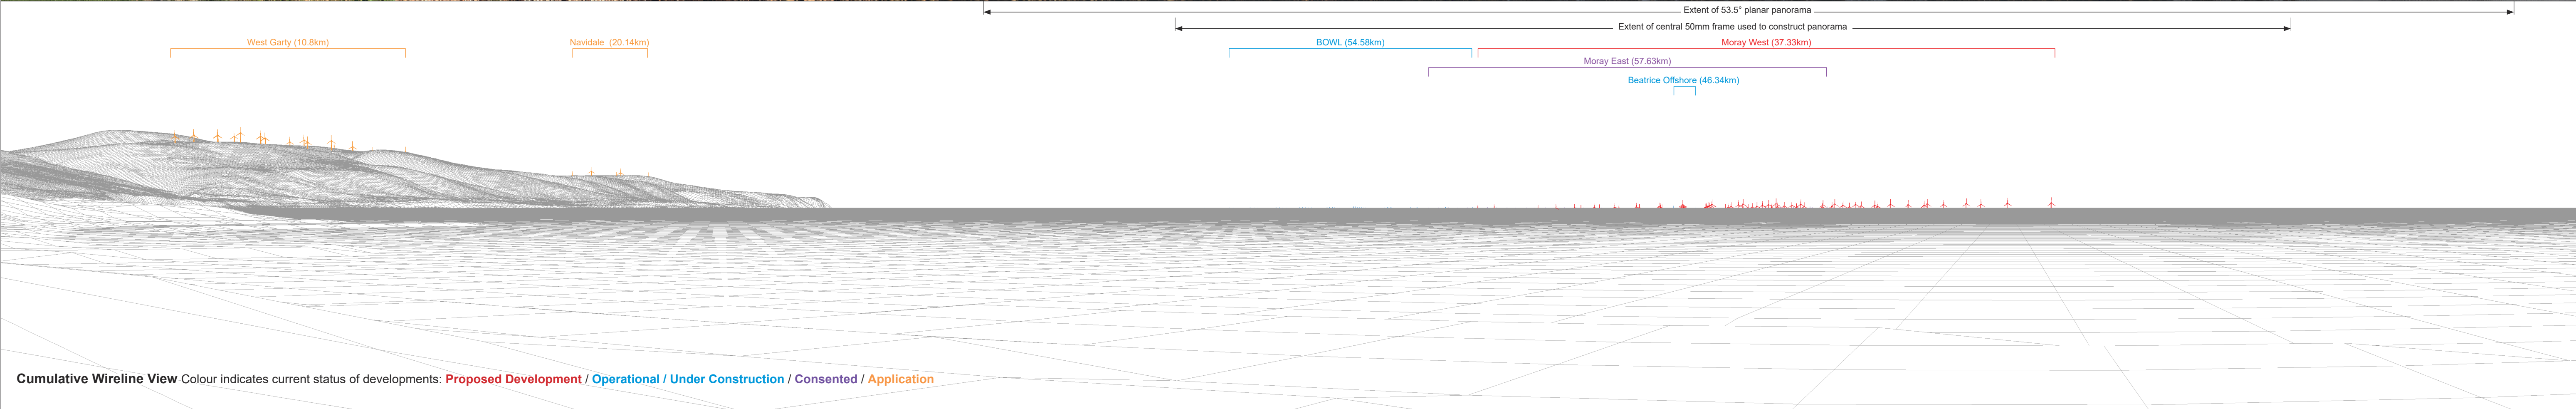 Extent of 53.5° planar panorama
Extent of central 50mm frame used to construct panorama
West Garty (10.8km)
Navidale (20.14km)
BOWL (54.58km)
Moray West (37.33km)
Moray East (57.63km)
Beatrice Offshore (46.34km)
Cumulative Wireline View Colour indicates current status of developments: Proposed Development / Operational / Under Construction / Consented / Application